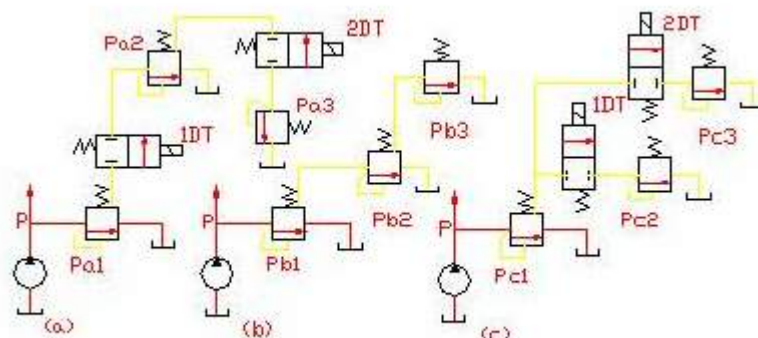 2DT
Pa2
Pa3
1DT
P
Pa1
(a)
Pb3
Pb2
P
Pb1
(b)
2DT
1DT
Pc3
Pc2
P
Pc1
(c)